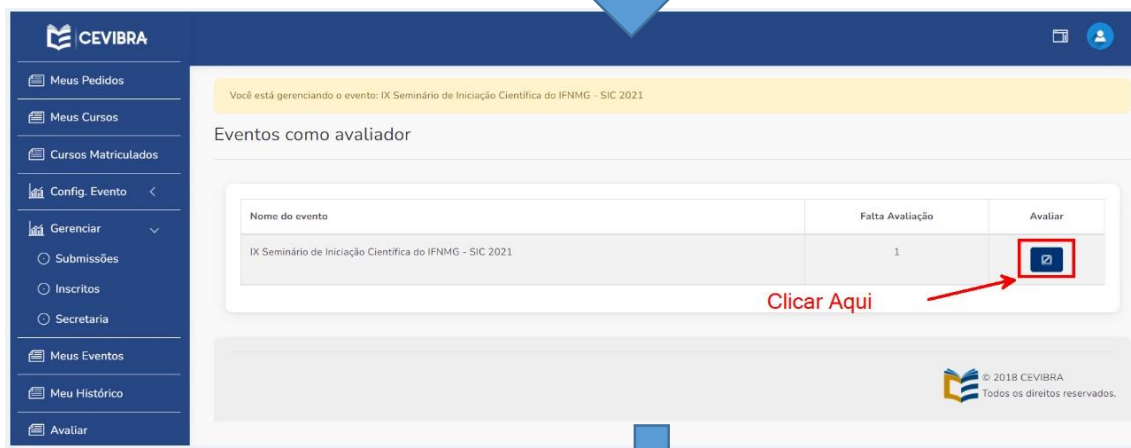 CEVIBRA
Meus Pedidos
Meus Cursos
Cursos Matriculados
Config. Evento
Gerenciar
Submissões
Inscritos
Secretaria
Meus Eventos
Meu Histórico
Avaliar
Você está gerenciando o evento: IX Seminário de Iniciação Científica do IFNMG - SIC 2021
Eventos como avaliador
Nome do evento Falta Avaliação Avaliar
IX Seminário de Iniciação Científica do IFNMG - SIC 2021 1
Clicar Aqui
© 2018 CEVIBRA
Todos os direitos reservados.